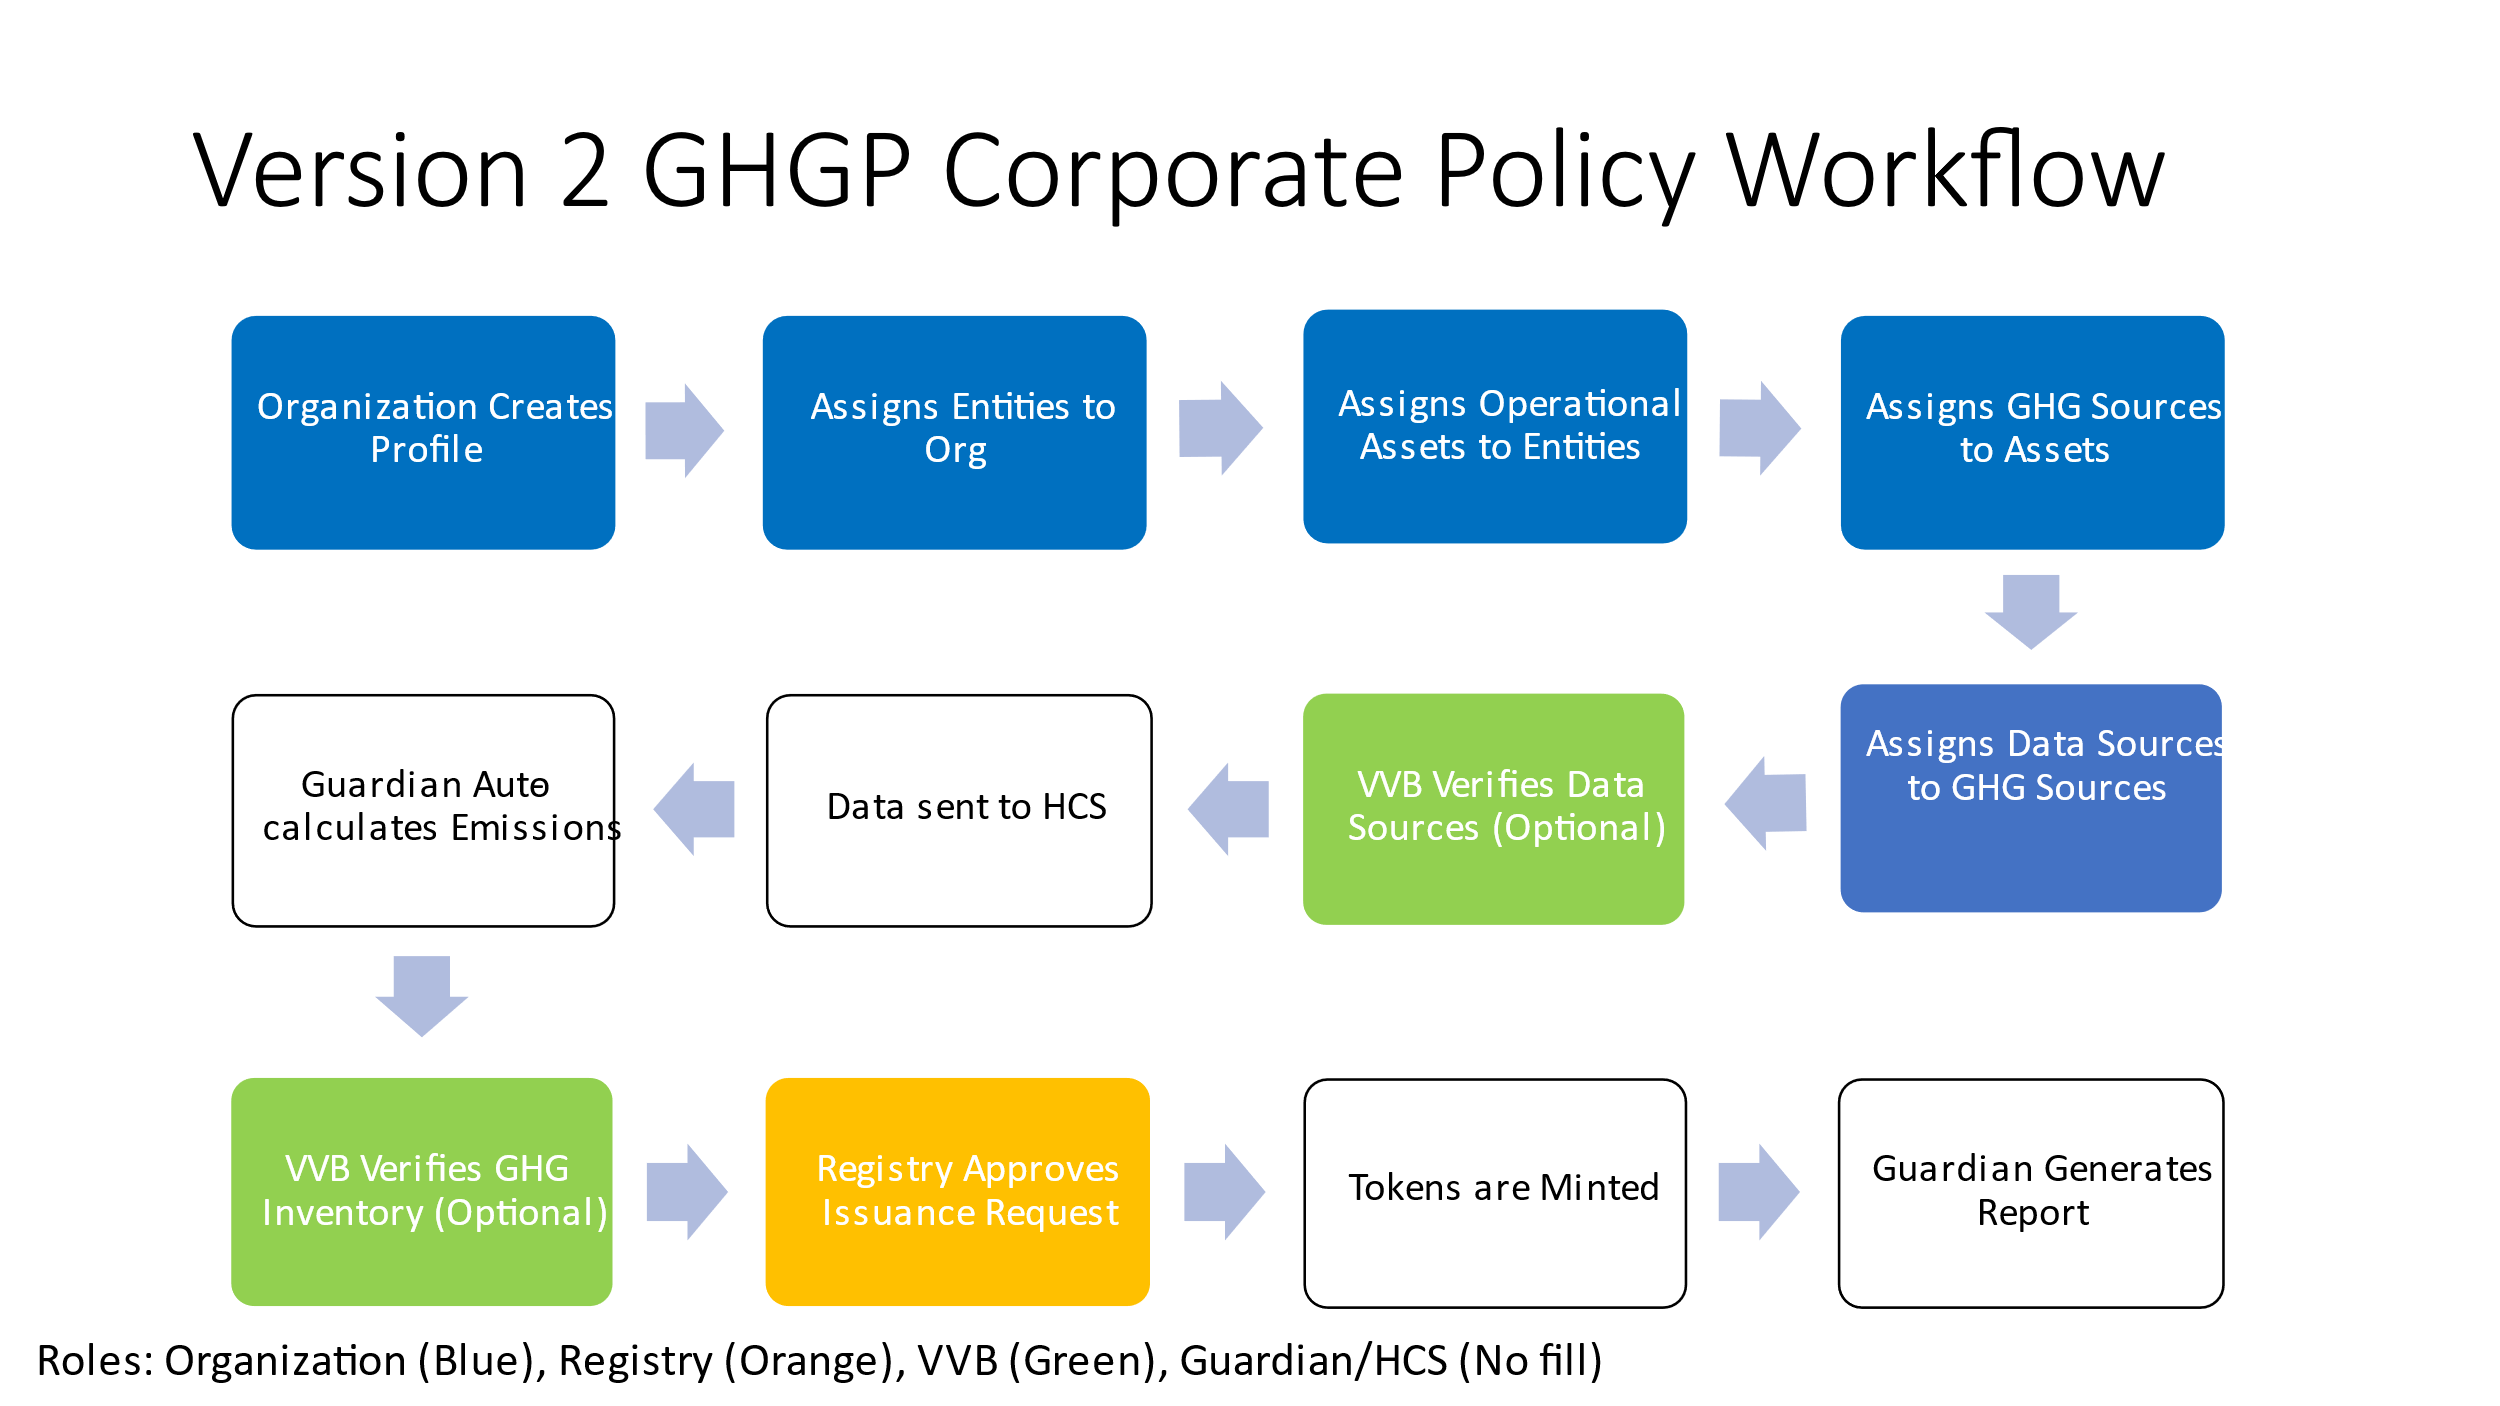 Version 2 GHGP Corporate Policy Workflow
Organization Creates
Profile
Assigns Entities to
Org
Assigns Operational
Assets to Entities
Assigns GHG Sources
to Assets
Guardian Auto-
calculates Emissions
Data sent to HCS
VVB Verifies Data
Sources (Optional)
Assigns Data Sources
to GHG Sources
VVB Verifies GHG
Inventory (Optional)
Registry Approves
Issuance Request
Tokens are Minted
Guardian Generates
Report
Roles: Organization (Blue), Registry (Orange), VVB (Green), Guardian/HCS (No fill)